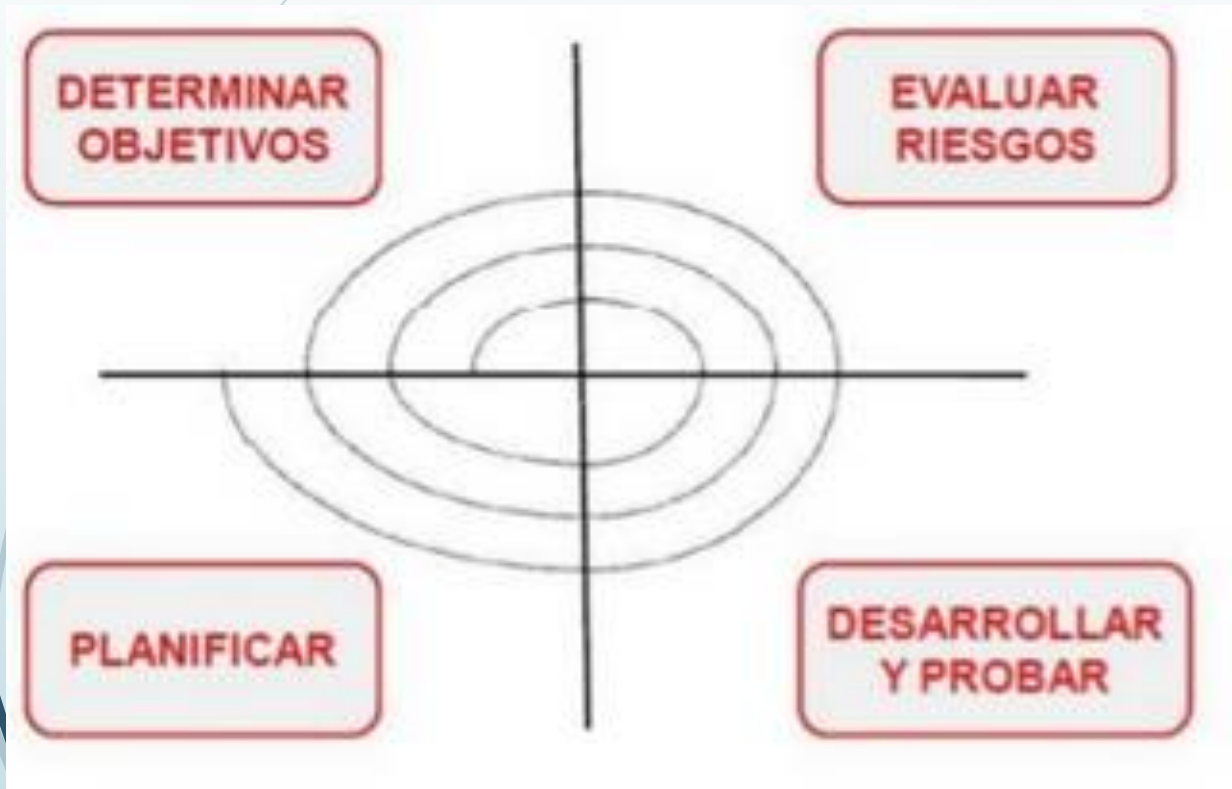 DETERMINAR
OBJETIVOS
EVALUAR
RIESGOS
PLANIFICAR
DESARROLLAR
Y PROBAR